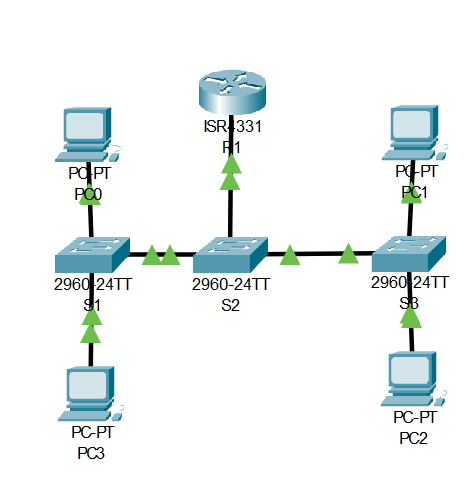 ISR4331
R1
PC-PT
PC0
PC-PT
PC1
2960-24TT
S1
2960-24TT
S2
2960-24TT
S3
PC-PT
PC3
PC-PT
PC2